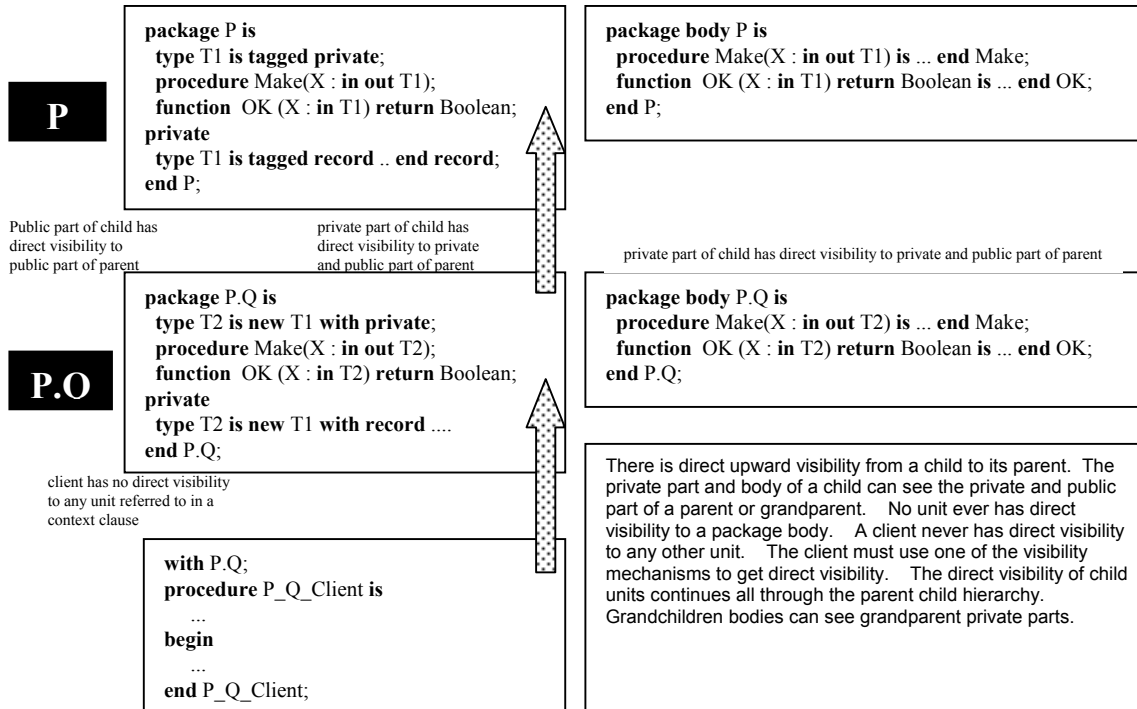 package P is
type T1 is tagged private;
procedure Make(X : in out T1);
function OK (X : in T1) return Boolean;
private
type T1 is tagged record .. end record;
end P;
package body P is
procedure Make(X : in out T1) is ... end Make;
function OK (X : in T1) return Boolean is ... end OK;
end P;
P
Public part of child has
direct visibility to
public part of parent
private part of child has
direct visibility to private
and public part of parent
private part of child has direct visibility to private and public part of parent
package P.Q is
type T2 is new T1 with private;
procedure Make(X : in out T2);
function OK (X : in T2) return Boolean;
private
type T2 is new T1 with record ....
end P.Q;
package body P.Q is
procedure Make(X : in out T2) is ... end Make;
function OK (X : in T2) return Boolean is ... end OK;
end P.Q;
P.O
client has no direct visibility
to any unit referred to in a
context clause
with P.Q;
procedure P_Q_Client is
...
begin
...
end P_Q_Client;
There is direct upward visibility from a child to its parent. The
private part and body of a child can see the private and public
part of a parent or grandparent. No unit ever has direct
visibility to a package body. A client never has direct visibility
to any other unit. The client must use one of the visibility
mechanisms to get direct visibility. The direct visibility of child
units continues all through the parent child hierarchy.
Grandchildren bodies can see grandparent private parts.